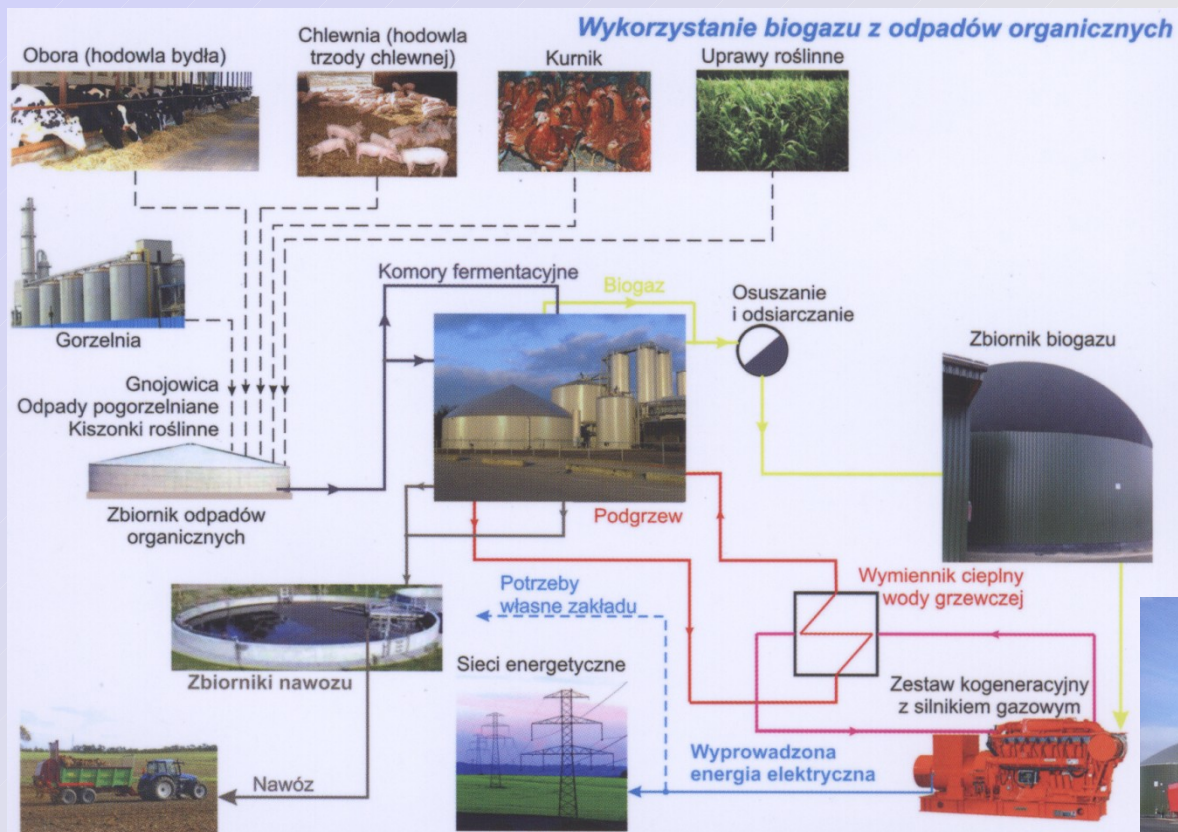 Wykorzystanie biogazu z odpadów organicznych
Obora (hodowla bydła)
Chlewnia (hodowla
trzody chlewnej)
Kurnik
Uprawy roślinne
Gorzelnia
Komory fermentacyjne
Biogaz
Osuszanie
i odsiarczanie
Zbiornik biogazu
Gnojowica
Odpady pogorzelniane
Kiszonki roślinne
Zbiornik odpadów
organicznych
Podgrzew
Wymiennik cieplny
wody grzewczej
Potrzeby
własne zakładu
Zbiorniki nawozu
Sieci energetyczne
Zestaw kogeneracyjny
z silnikiem gazowym
Wyprowadzona
energia elektryczna
Nawóz